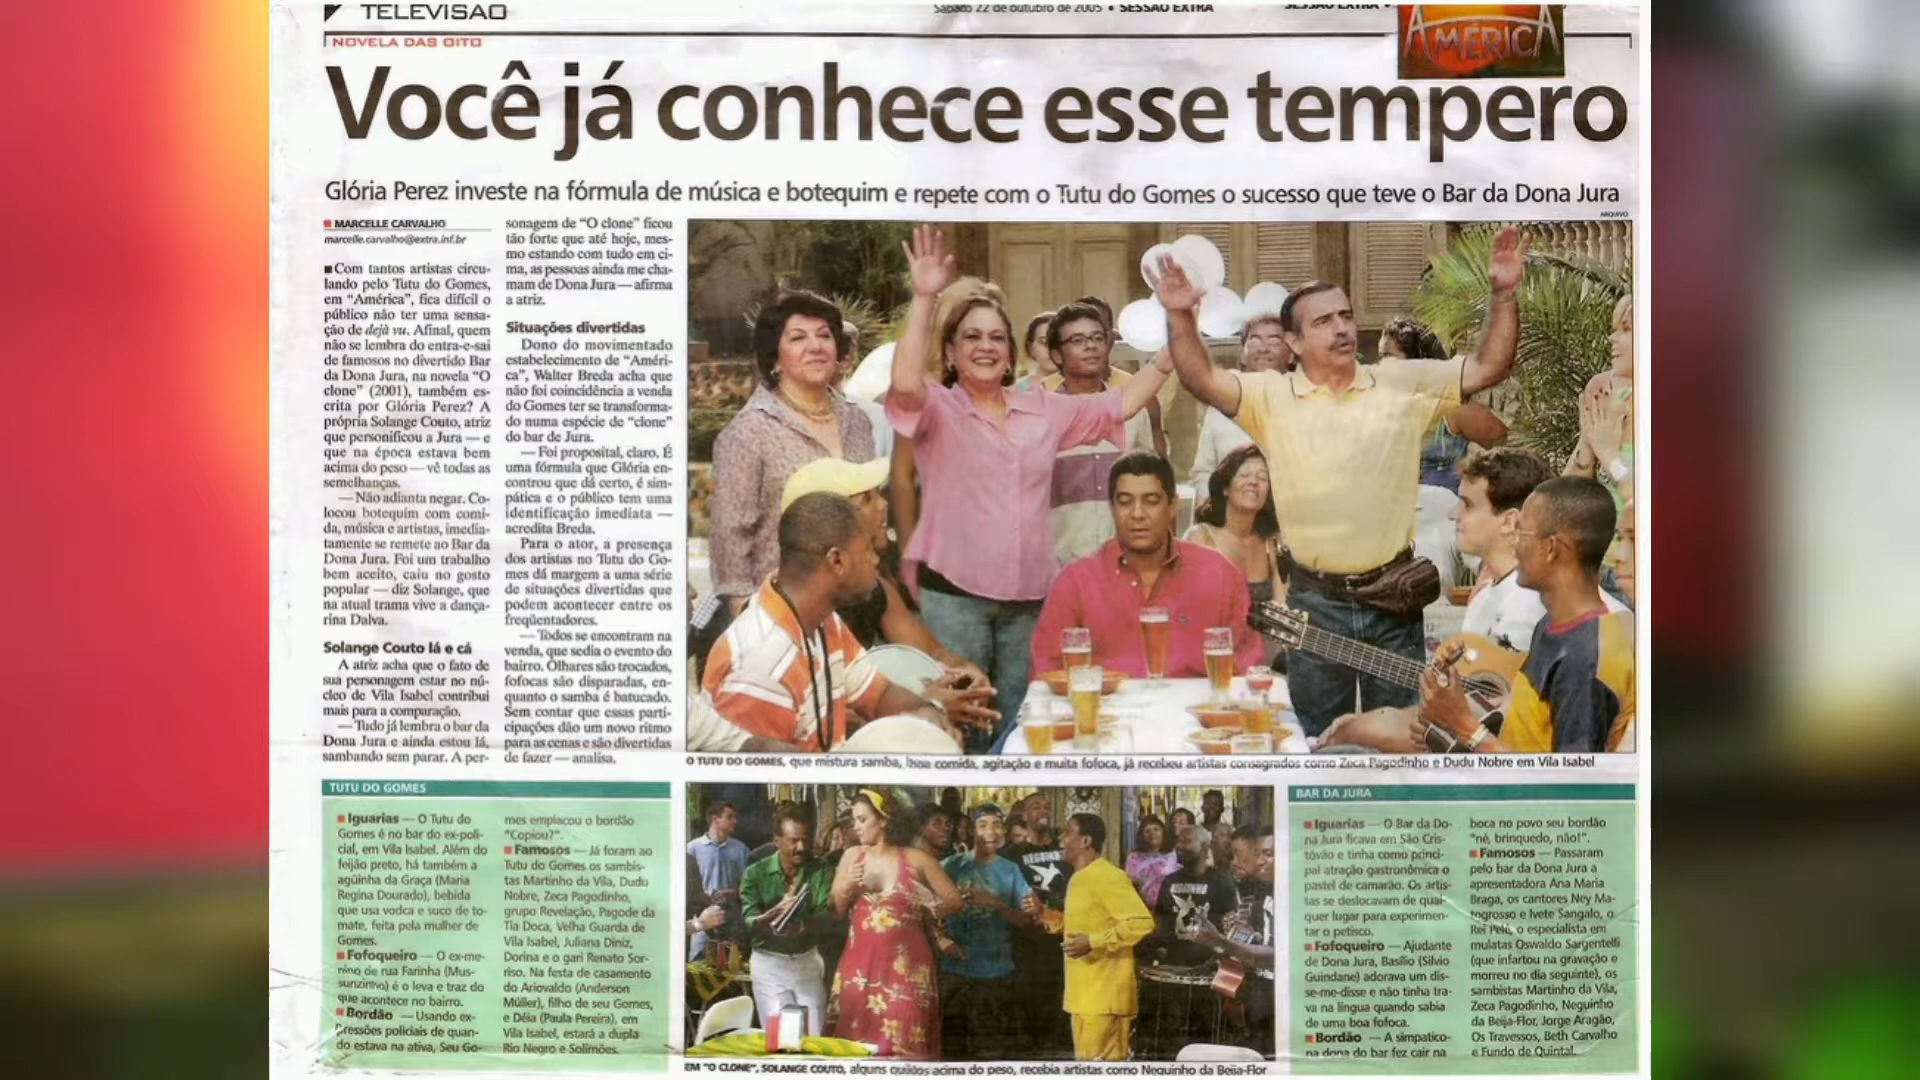 TELEVISAO
Sábado 22 de outubro de 2005 • SESSÃO EXTRA
SESSÃO EXTRA •
AMÉRICA
NOVELA DAS OITO
Você já conhece esse tempero
Glória Perez investe na fórmula de música e botequim e repete com o Tutu do Gomes o sucesso que teve o Bar da Dona Jura
ARQUIVO
MARCELLE CARVALHO
marcelle.carvalho@extra.inf.br
Com tantos artistas circu-
lando pelo Tutu do Gomes,
em “América”, fica difícil o
público não ter uma sensa-
ção de dejà vu. Afinal, quem
não se lembra do entra-e-sai
de famosos no divertido Bar
da Dona Jura, na novela “O
clone” (2001), também es-
crita por Glória Perez? A
própria Solange Couto, atriz
que personificou a Jura — e
que na época estava bem
acima do peso — vê todas as
semelhanças.
— Não adianta negar. Co-
locou botequim com comi-
da, música e artistas, imedia-
tamente se remete ao Bar da
Dona Jura. Foi um trabalho
bem aceito, caiu no gosto
popular — diz Solange, que
na atual trama vive a dança-
rina Dalva.
Solange Couto lá e cá
A atriz acha que o fato de
sua personagem estar no nú-
cleo de Vila Isabel contribui
mais para a comparação.
— Tudo já lembra o bar da
Dona Jura e ainda estou lá,
sambando sem parar. A per-
sonagem de “O clone” ficou
tão forte que até hoje, mes-
mo estando com tudo em ci-
ma, as pessoas ainda me cha-
mam de Dona Jura — afirma
a atriz.
Situações divertidas
Dono do movimentado
estabelecimento de “Améri-
ca”, Walter Breda acha que
não foi coincidência a venda
do Gomes ter se transforma-
do numa espécie de “clone”
do bar de Jura.
— Foi proposital, claro. É
uma fórmula que Glória en-
controu que dá certo, é sim-
pática e o público tem uma
identificação imediata —
acredita Breda.
Para o ator, a presença
dos artistas no Tutu do Go-
mes dá margem a uma série
de situações divertidas que
podem acontecer entre os
freqüentadores.
— Todos se encontram na
venda, que sedia o evento do
bairro. Olhares são trocados,
fofocas são disparadas, en-
quanto o samba é batucado.
Sem contar que essas parti-
cipações dão um novo ritmo
para as cenas e são divertidas
de fazer — analisa.
O TUTU DO GOMES, que mistura samba, boa comida, agitação e muita fofoca, já recebeu artistas consagrados como Zeca Pagodinho e Dudu Nobre em Vila Isabel
TUTU DO GOMES
Iguarias — O Tutu do
Gomes é no bar do ex-poli-
cial, em Vila Isabel. Além do
feijão preto, há também a
agüinha da Graça (Maria
Regina Dourado), bebida
que usa vodca e suco de to-
mate, feita pela mulher de
Gomes.
Fofoqueiro — O ex-me-
nino de rua Farinha (Mus-
sunzinho) é o leva e traz do
que acontece no bairro.
Bordão — Usando ex-
pressões policiais de quan-
do estava na ativa, Seu Go-
mes emplacou o bordão
“Copiou?”.
Famosos — Já foram ao
Tutu do Gomes os sambis-
tas Martinho da Vila, Dudu
Nobre, Zeca Pagodinho,
grupo Revelação, Pagode da
Tia Doca, Velha Guarda de
Vila Isabel, Juliana Diniz,
Dorina e o gari Renato Sor-
riso. Na festa de casamento
do Ariovaldo (Anderson
Müller), filho de seu Gomes,
e Déia (Paula Pereira), em
Vila Isabel, estará a dupla
Rio Negro e Solimões.
NEGUINHO
NEGUINHO
EM “O CLONE”, SOLANGE COUTO, alguns quilos acima do peso, recebia artistas como Neguinho da Beija-Flor
BAR DA JURA
Iguarias — O Bar da Do-
na Jura ficava em São Cris-
tóvão e tinha como princi-
pal atração gastronômica o
pastel de camarão. Os artis-
tas se deslocavam de qual-
quer lugar para experimen-
tar o petisco.
Fofoqueiro — Ajudante
de Dona Jura, Basílio (Silvio
Guindane) adorava um dis-
se-me-disse e não tinha tra-
va na língua quando sabia
de uma boa fofoca.
Bordão — A simpatico-
na dona do bar fez cair na
boca no povo seu bordão
“né, brinquedo, não!”.
Famosos — Passaram
pelo bar da Dona Jura a
apresentadora Ana Maria
Braga, os cantores Ney Ma-
togrosso e Ivete Sangalo, o
Rei Pelé, o especialista em
mulatas Oswaldo Sargentelli
(que infartou na gravação e
morreu no dia seguinte), os
sambistas Martinho da Vila,
Zeca Pagodinho, Neguinho
da Beija-Flor, Jorge Aragão,
Os Travessos, Beth Carvalho
e Fundo de Quintal.